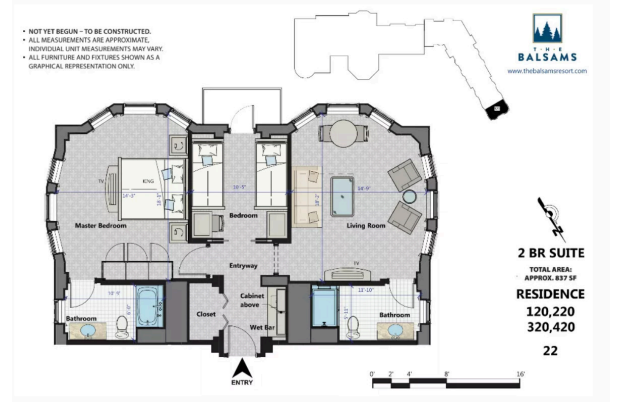 • NOT YET BEGUN – TO BE CONSTRUCTED.
• ALL MEASUREMENTS ARE APPROXIMATE,
INDIVIDUAL UNIT MEASUREMENTS MAY VARY.
• ALL FURNITURE AND FIXTURES SHOWN AS A
GRAPHICAL REPRESENTATION ONLY.
THE
BALSAMS
www.thebalsamsresort.com
TV
KING
Master Bedroom
Bedroom
Living Room
Entryway
TV
Bathroom
Closet
Cabinet
above
Wet Bar
Bathroom
ENTRY
2 BR SUITE
TOTAL AREA:
APPROX. 837 SF
RESIDENCE
120,220
320,420
22
0' 2' 4' 8' 16'